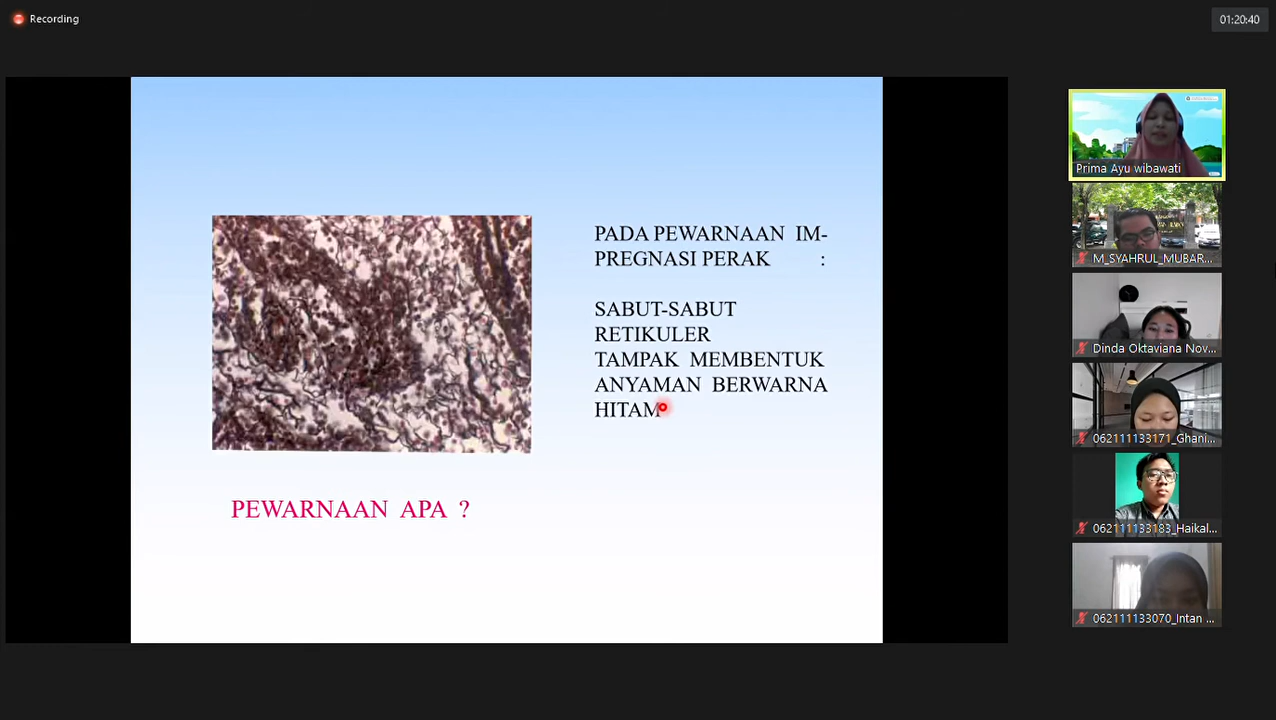 Recording
01:20:40
PADA PEWARNAAN IM-
PREGNASI PERAK :
SABUT-SABUT
RETIKULER
TAMPAK MEMBENTUK
ANYAMAN BERWARNA
HITAM
PEWARNAAN APA ?
Prima Ayu wibawati
M_SYAHRUL_MUBAR...
Dinda Oktaviana Nov...
062111133171_Ghani...
062111133183_Haikal...
062111133070_Intan ...